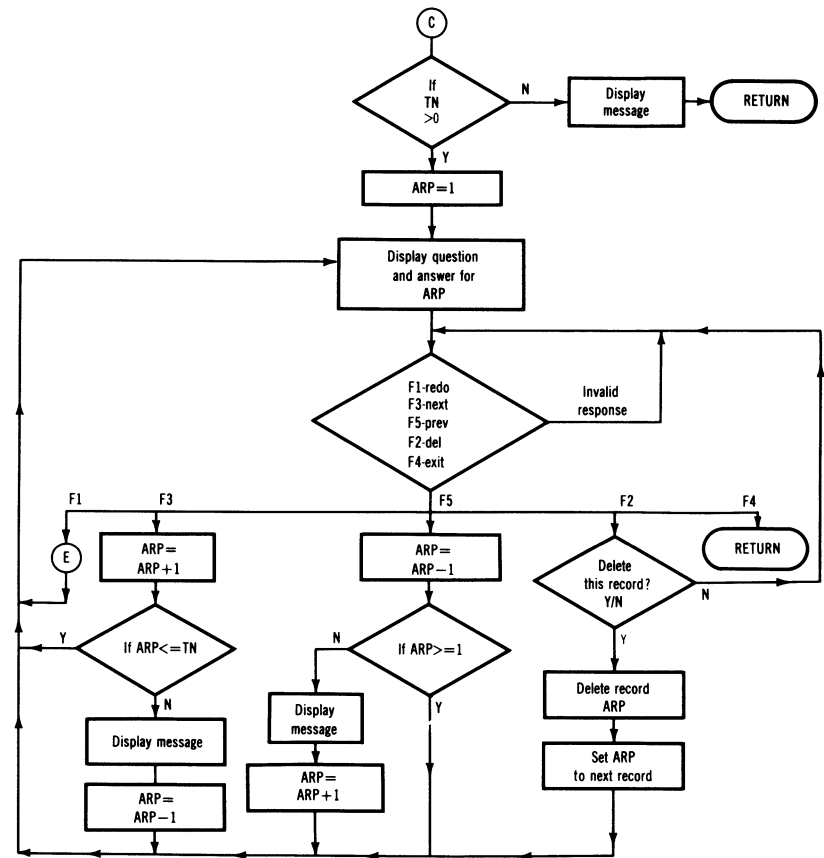 C
If
TN
>0
N
Display
message
RETURN
Y
ARP=1
Display question
and answer for
ARP
F1-redo
F3-next
F5-prev
F2-del
F4-exit
Invalid
response
F1
F3
F5
F2
F4
E
ARP=
ARP+1
ARP=
ARP−1
Delete
this record?
Y/N
RETURN
N
Y
If ARP<=TN
N
If ARP>=1
Y
Y
N
Display message
Display
message
Delete record
ARP
ARP=
ARP−1
ARP=
ARP+1
Set ARP
to next record